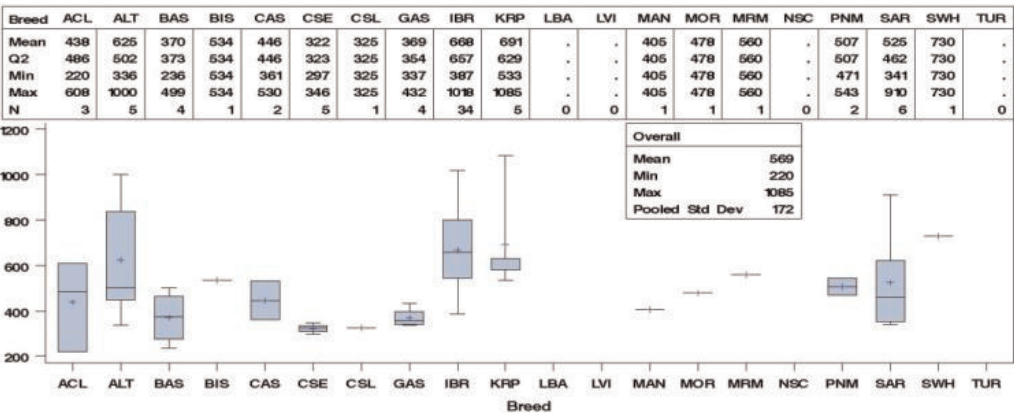 Breed ACL ALT BAS BIS CAS CSE CSL GAS IBR KRP LBA LVI MAN MOR MRM NSC PNM SAR SWH TUR
Mean 438 625 370 534 446 322 325 369 668 691 . . 405 478 560 . 507 525 730 .
Q2 486 502 373 534 446 323 325 354 657 629 . . 405 478 560 . 507 462 730 .
Min 220 336 236 534 361 297 325 337 387 533 . . 405 478 560 . 471 341 730 .
Max 608 1000 499 534 530 346 325 432 1018 1085 . . 405 478 560 . 543 910 730 .
N 3 5 4 1 2 5 1 4 34 5 0 0 1 1 1 0 2 6 1 0
1200
Overall
Mean 569
Min 220
Max 1085
Pooled Std Dev 172
1000
800
600
400
200
ACL ALT BAS BIS CAS CSE CSL GAS IBR KRP LBA LVI MAN MOR MRM NSC PNM SAR SWH TUR
Breed